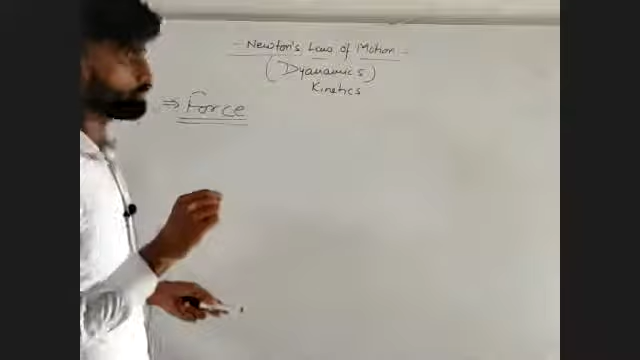 - Newton's Law of Motion -
(Dyanamics)
Kinetics
⇒ Force